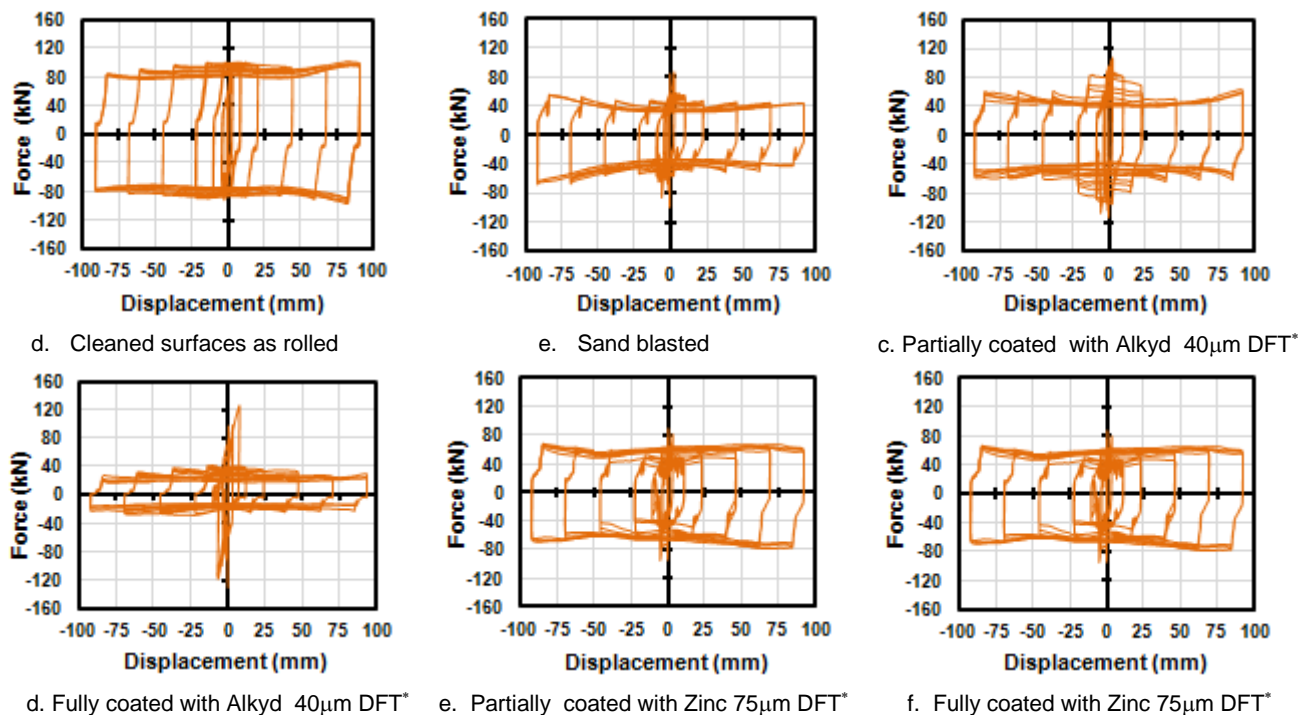 160
120
80
40
0
-40
-80
-120
-160
Force (kN)
-100 -75 -50 -25 0 25 50 75 100
Displacement (mm)
d. Cleaned surfaces as rolled
160
120
80
40
0
-40
-80
-120
-160
Force (kN)
-100 -75 -50 -25 0 25 50 75 100
Displacement (mm)
e. Sand blasted
160
120
80
40
0
-40
-80
-120
-160
Force (kN)
-100 -75 -50 -25 0 25 50 75 100
Displacement (mm)
c. Partially coated with Alkyd 40µm DFT*
160
120
80
40
0
-40
-80
-120
-160
Force (kN)
-100 -75 -50 -25 0 25 50 75 100
Displacement (mm)
d. Fully coated with Alkyd 40µm DFT*
160
120
80
40
0
-40
-80
-120
-160
Force (kN)
-100 -75 -50 -25 0 25 50 75 100
Displacement (mm)
e. Partially coated with Zinc 75µm DFT*
160
120
80
40
0
-40
-80
-120
-160
Force (kN)
-100 -75 -50 -25 0 25 50 75 100
Displacement (mm)
f. Fully coated with Zinc 75µm DFT*